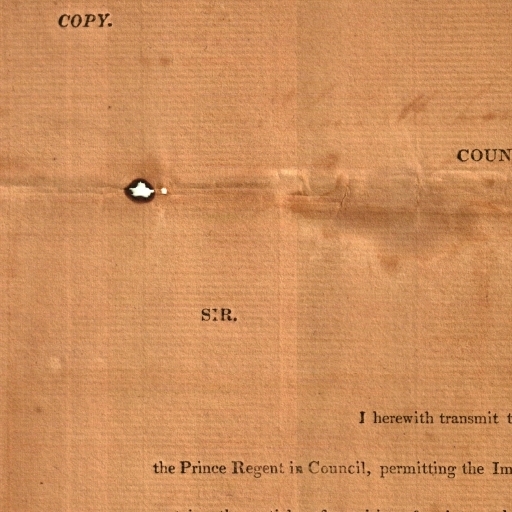 COPY.
COUN
SIR.
I herewith transmit t
the Prince Regent in Council, permitting the Im